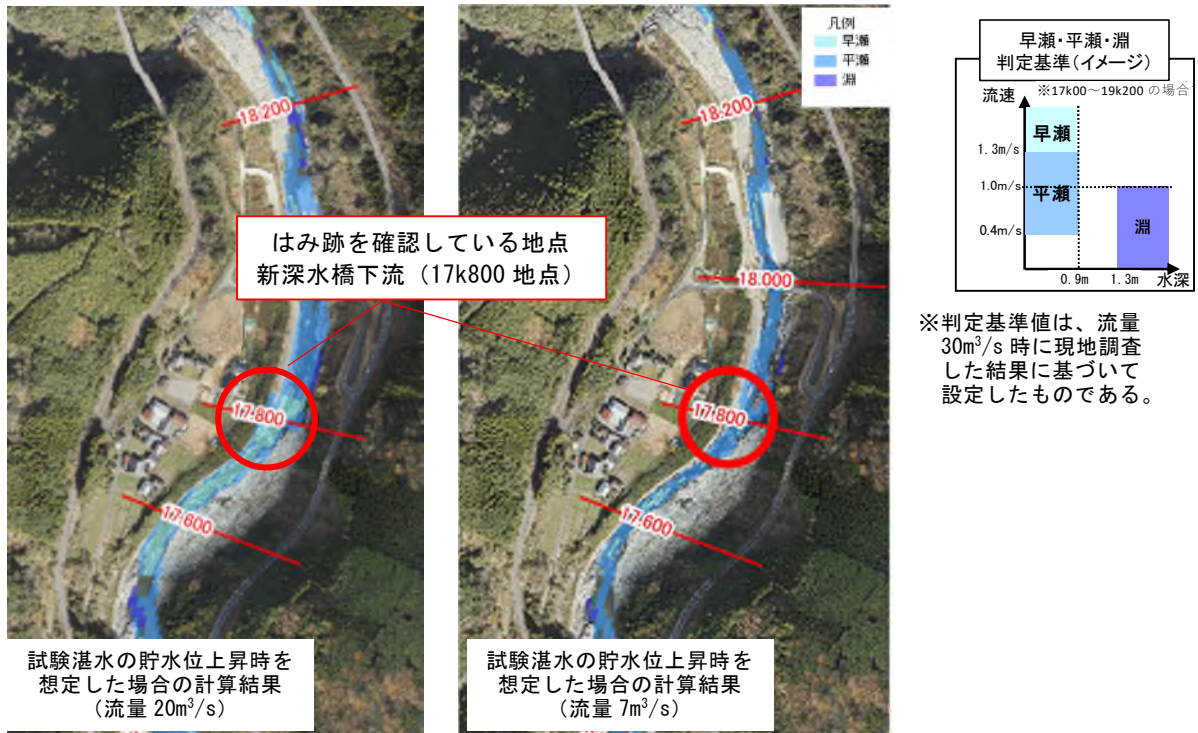 18.200
はみ跡を確認している地点
新深水橋下流（17k800 地点）
17.800
17.600
試験湛水の貯水位上昇時を
想定した場合の計算結果
（流量 20m³/s）
凡例
早瀬
平瀬
淵
18.200
18.000
17.800
17.600
試験湛水の貯水位上昇時を
想定した場合の計算結果
（流量 7m³/s）
早瀬・平瀬・淵
判定基準（イメージ）
流速
※17k00～19k200 の場合
早瀬
1.3m/s
1.0m/s
平瀬
淵
0.4m/s
0.9m
1.3m
水深
※判定基準値は、流量
30m³/s 時に現地調査
した結果に基づいて
設定したものである。